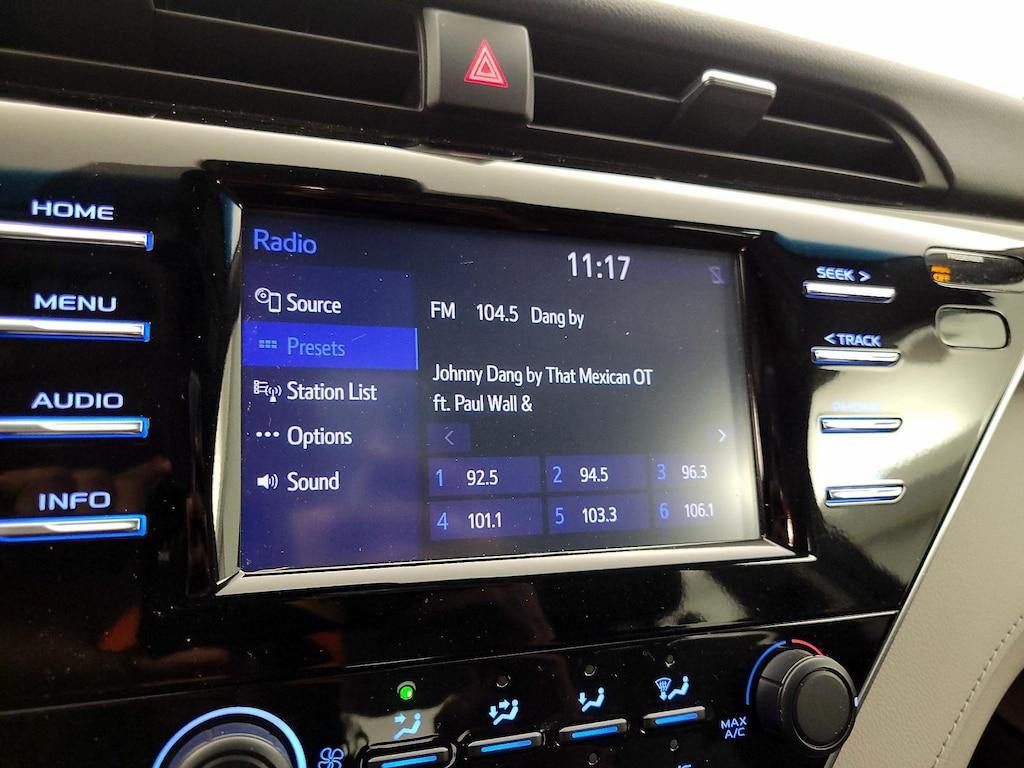 HOME
MENU
AUDIO
INFO
Radio
11:17
Source
Presets
Station List
Options
Sound
FM 104.5 Dang by
Johnny Dang by That Mexican OT
ft. Paul Wall &
<
>
1 92.5
2 94.5
3 96.3
4 101.1
5 103.3
6 106.1
SEEK >
< TRACK
MAX
A/C